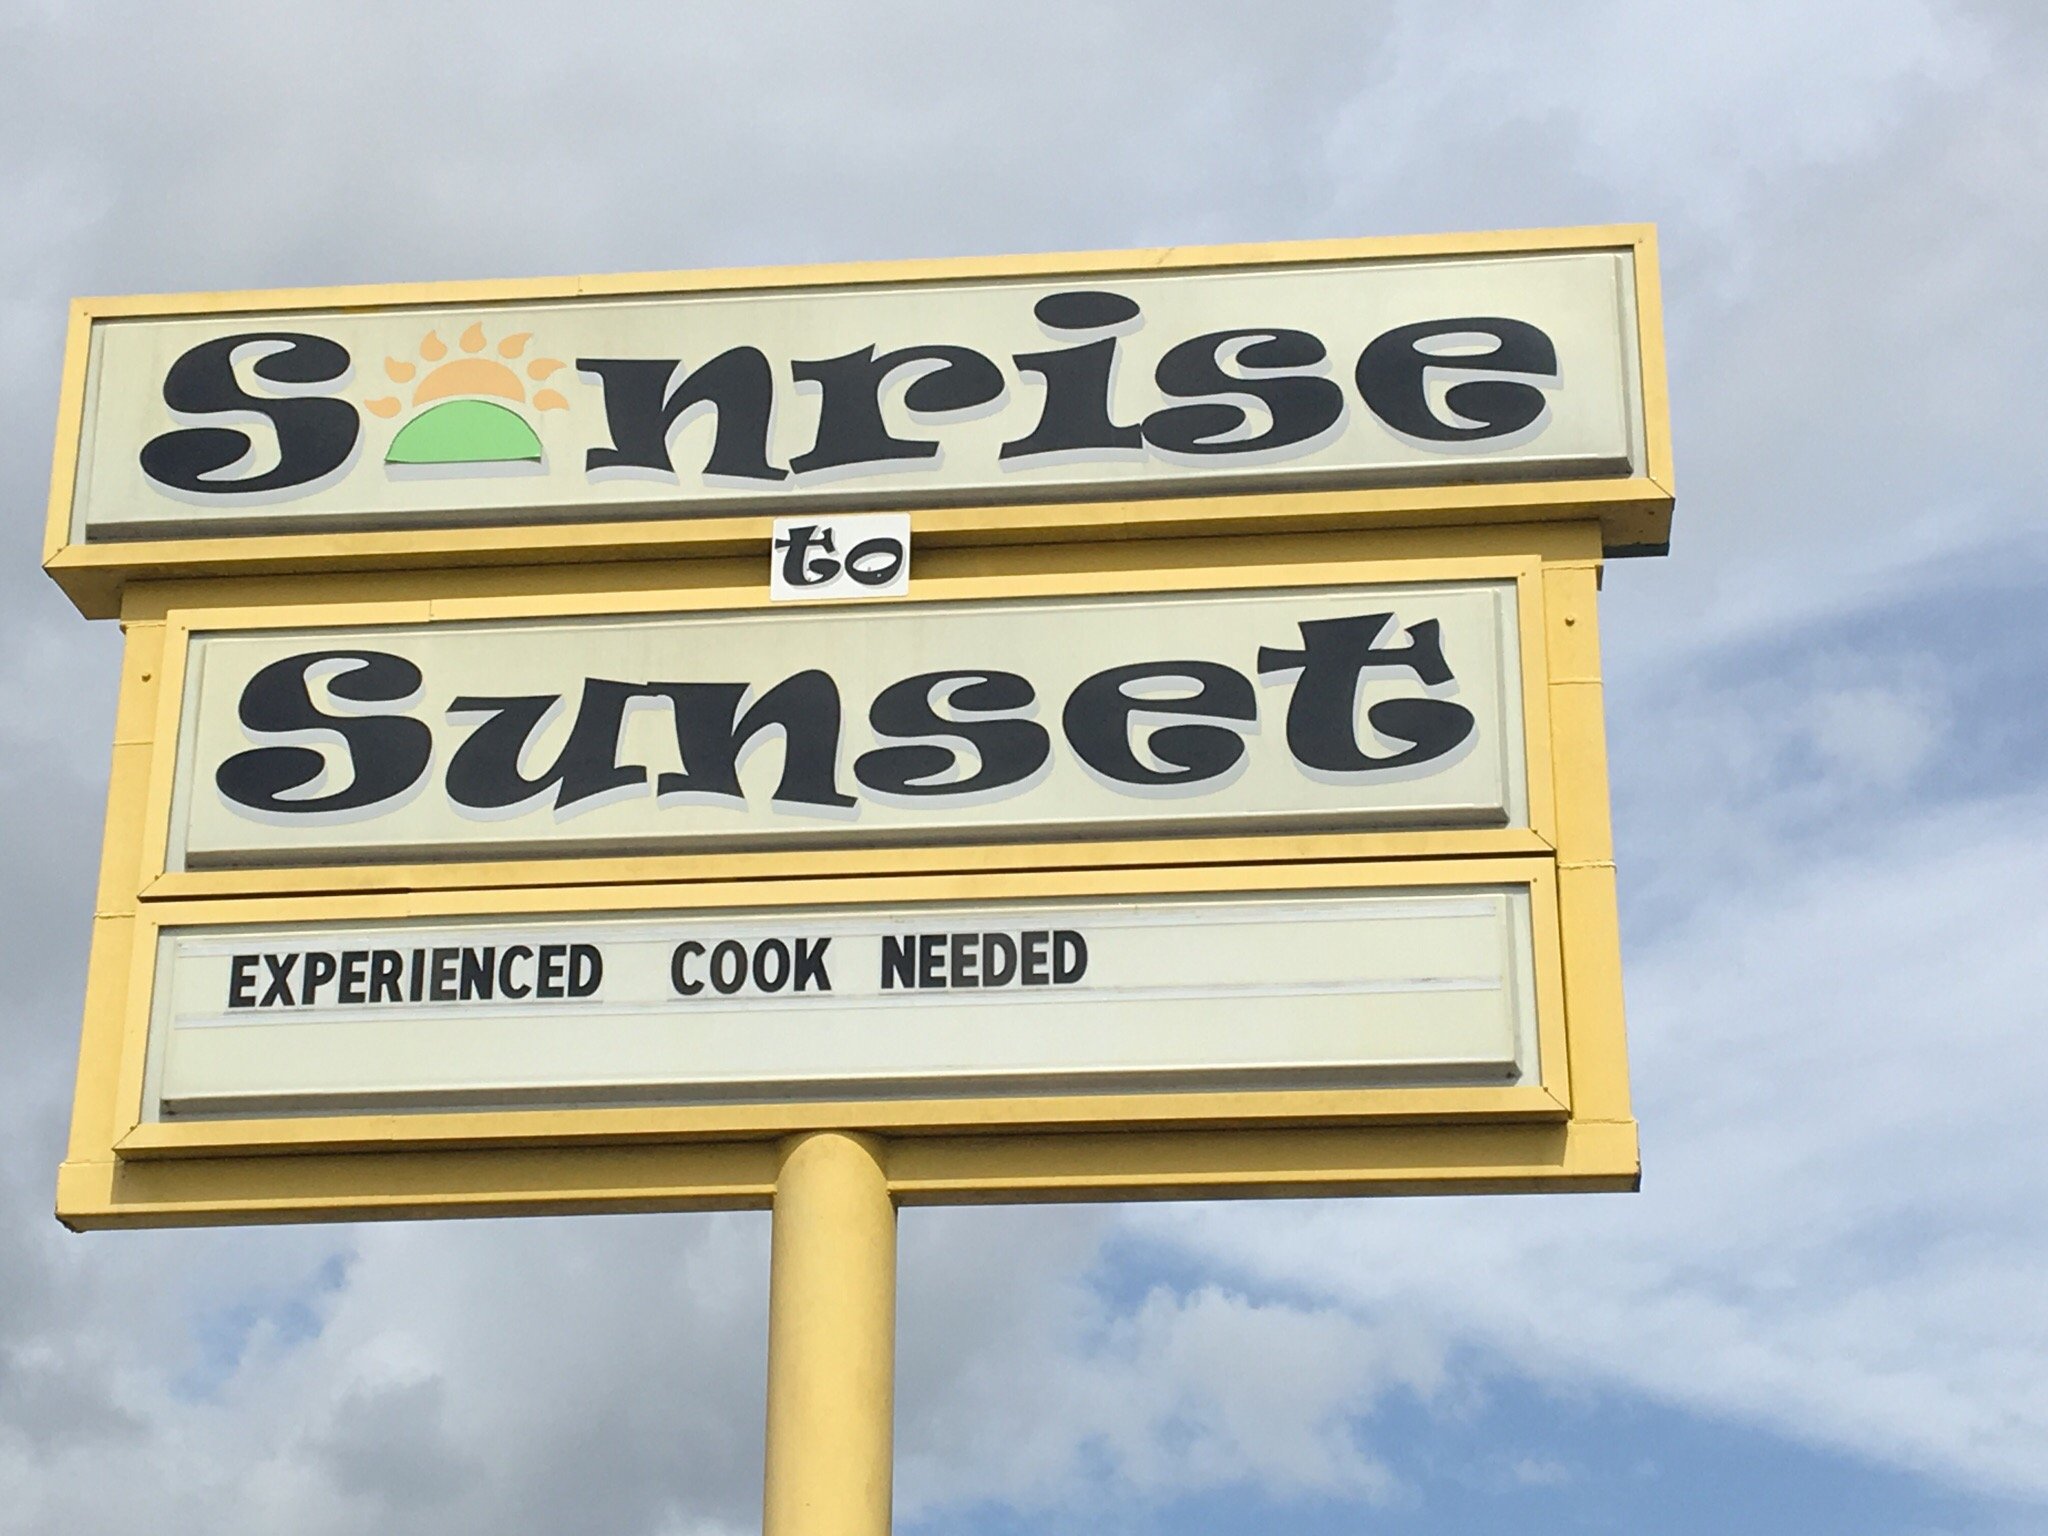 Sunrise
to
Sunset
EXPERIENCED COOK NEEDED